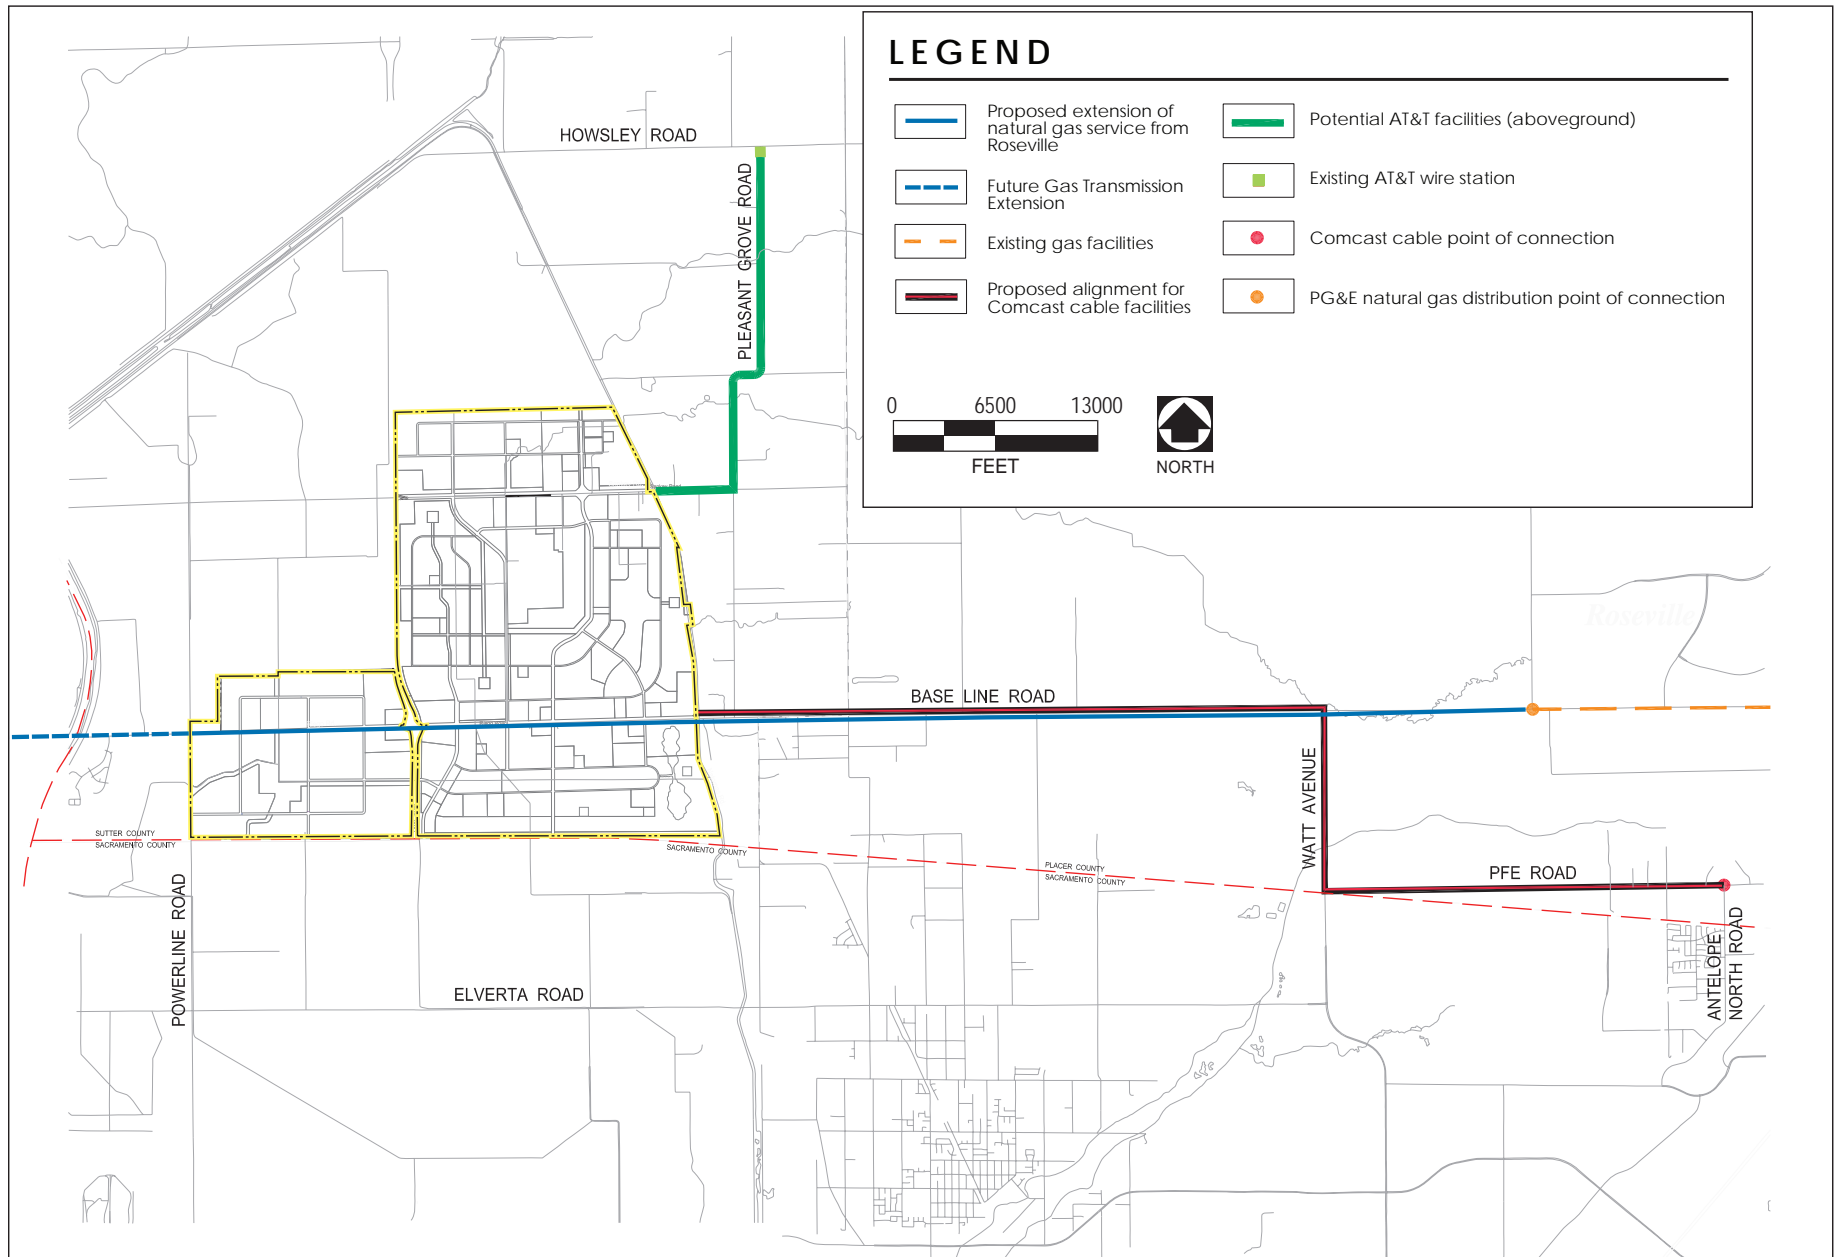 LEGEND
Proposed extension of
natural gas service from
Roseville
Future Gas Transmission
Extension
Existing gas facilities
Proposed alignment for
Comcast cable facilities
Potential AT&T facilities (aboveground)
Existing AT&T wire station
Comcast cable point of connection
PG&E natural gas distribution point of connection
0 6500 13000
FEET
NORTH
HOWSLEY ROAD
PLEASANT GROVE ROAD
Roseville
BASE LINE ROAD
WATT AVENUE
SUTTER COUNTY
SACRAMENTO COUNTY
SACRAMENTO COUNTY
PLACER COUNTY
SACRAMENTO COUNTY
PFE ROAD
POWERLINE ROAD
ELVERTA ROAD
ANTELOPE
NORTH ROAD